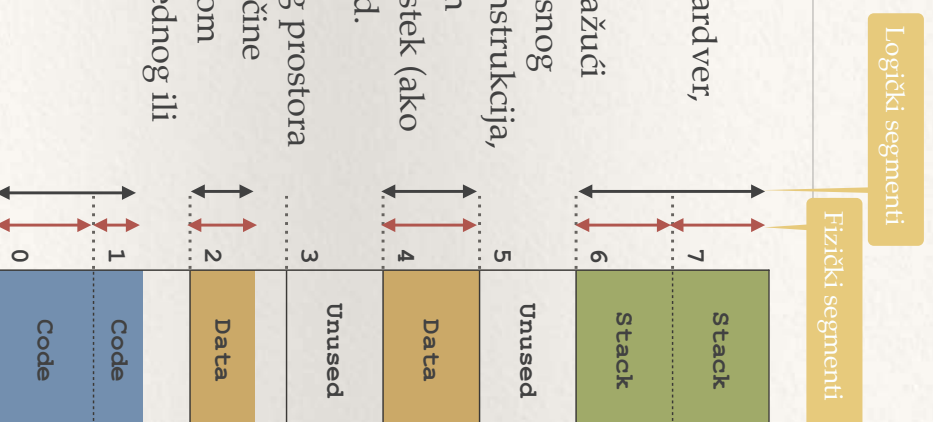 Logički segmenti
Fizički segmenti
ardver,
ažući
snog
nstrukcija,
stek (ako
d.
g prostora
čine
om
ednog ili
7 Stack
6 Stack
5 Unused
4 Data
3 Unused
2 Data
1 Code
0 Code